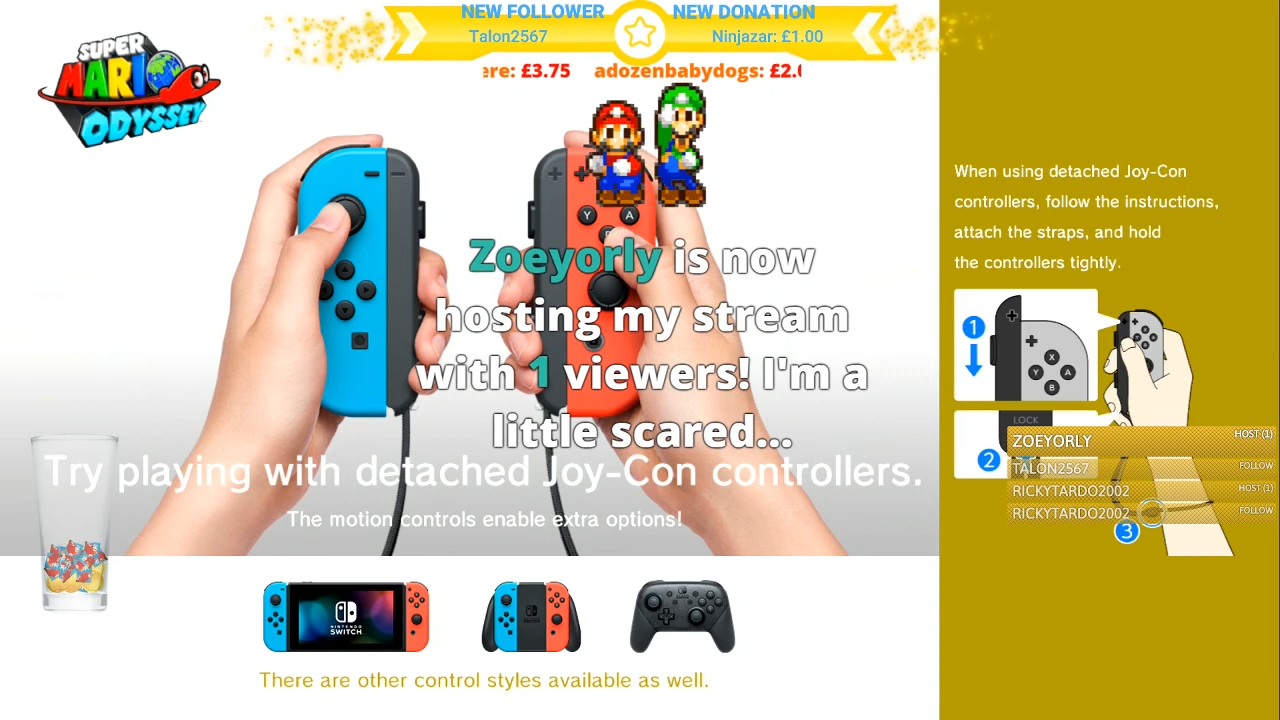 NEW FOLLOWER
NEW DONATION
Talon2567
Ninjazar: £1.00
ere: £3.75 adozenbabydogs: £2.0
SUPER
MARIO
ODYSSEY
Y A
Zoeyorly is now
hosting my stream
with 1 viewers! I'm a
little scared...
Try playing with detached Joy-Con controllers.
The motion controls enable extra options!
NINTENDO
SWITCH
There are other control styles available as well.
When using detached Joy-Con
controllers, follow the instructions,
attach the straps, and hold
the controllers tightly.
1
X
Y A
B
LOCK
2
ZOEYORLY HOST (1)
TALON2567 FOLLOW
RICKYTARDO2002 HOST (1)
RICKYTARDO2002 FOLLOW
3